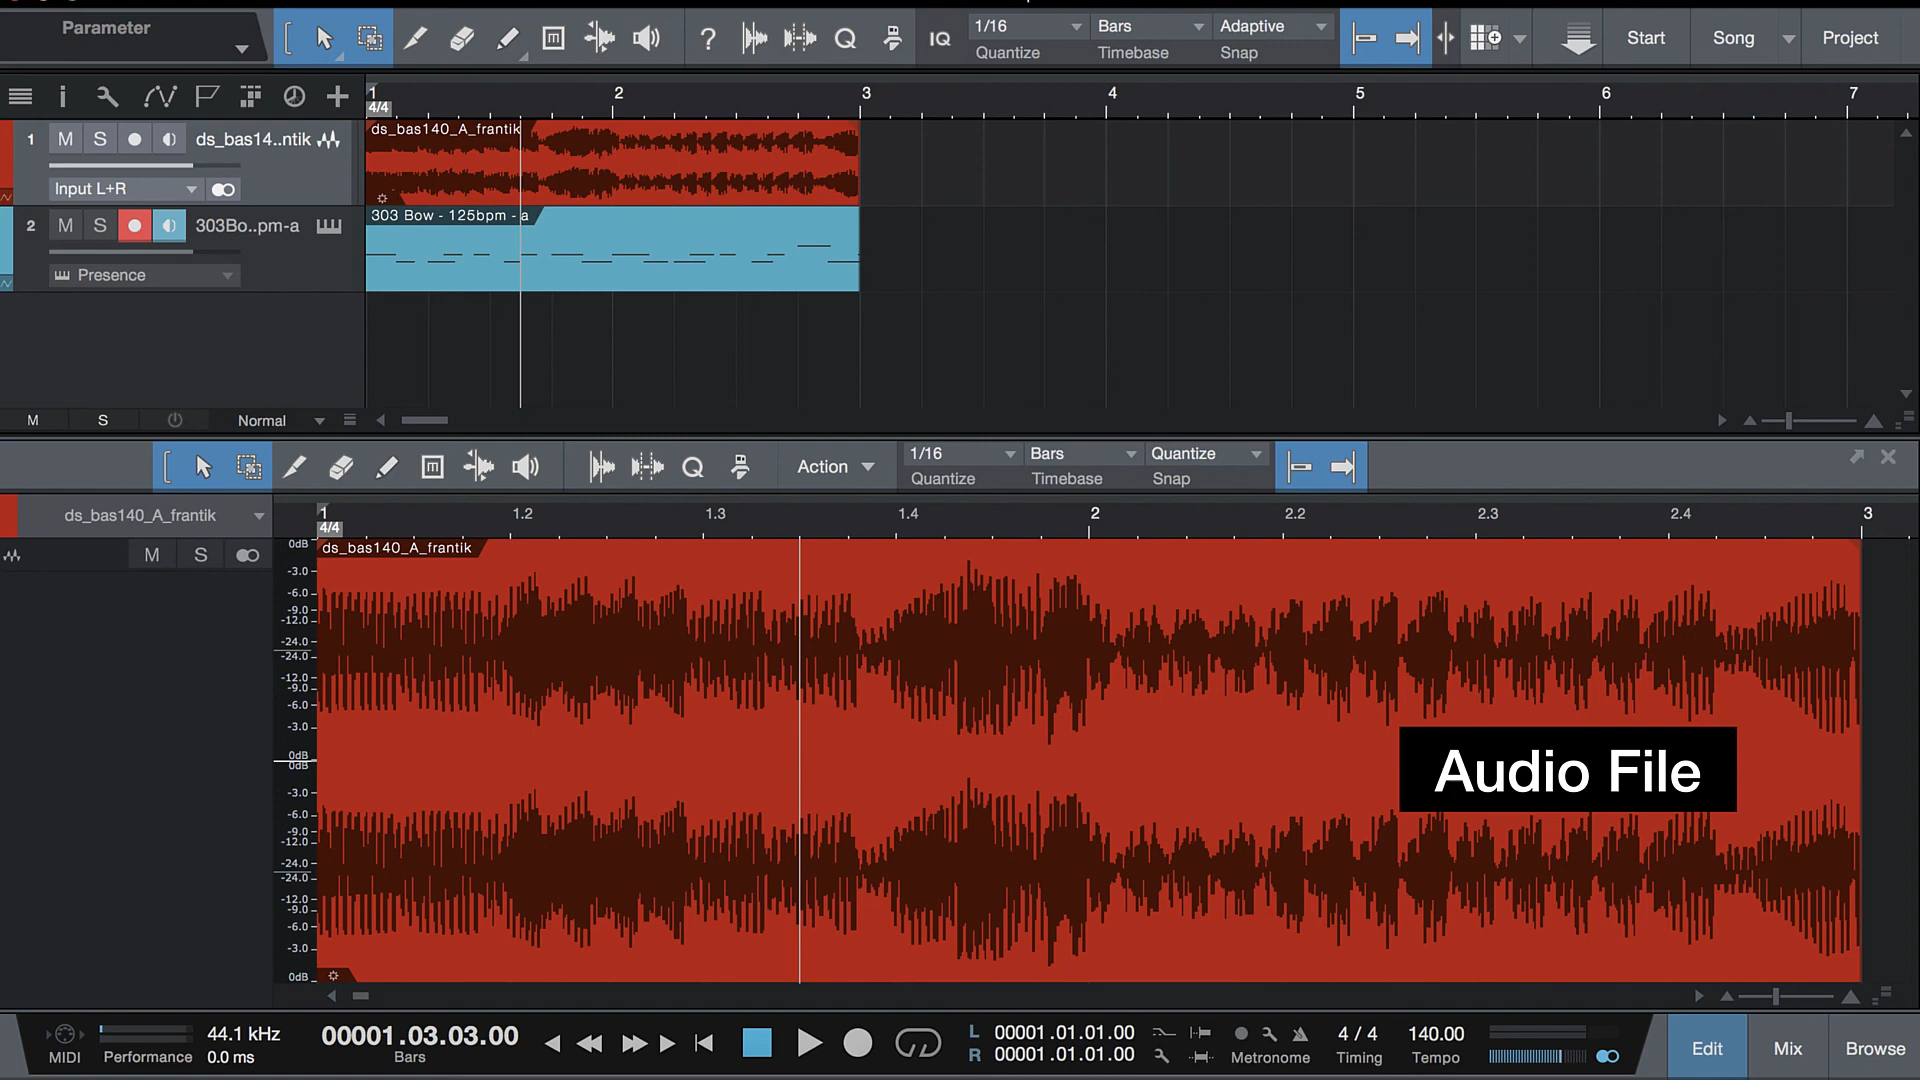 Parameter
1/16
Quantize
Bars
Timebase
Adaptive
Snap
IQ
Start
Song
Project
1 2 3 4 5 6 7
4/4
1 M S ds_bas14..ntik
Input L+R
ds_bas140_A_frantik
2 M S 303Bo..pm-a
Presence
303 Bow - 125bpm - a
M S Normal
Action
1/16
Quantize
Bars
Timebase
Quantize
Snap
ds_bas140_A_frantik
M S
1 1.2 1.3 1.4 2 2.2 2.3 2.4 3
4/4
ds_bas140_A_frantik
0dB
-3.0
-6.0
-9.0
-12.0
-24.0
-24.0
-12.0
-9.0
-6.0
-3.0
0dB
0dB
-3.0
-6.0
-9.0
-12.0
-24.0
-24.0
-12.0
-9.0
-6.0
-3.0
0dB
Audio File
MIDI
Performance
44.1 kHz
0.0 ms
00001.03.03.00
Bars
L 00001.01.01.00
R 00001.01.01.00
Metronome
4 / 4
Timing
140.00
Tempo
Edit
Mix
Browse